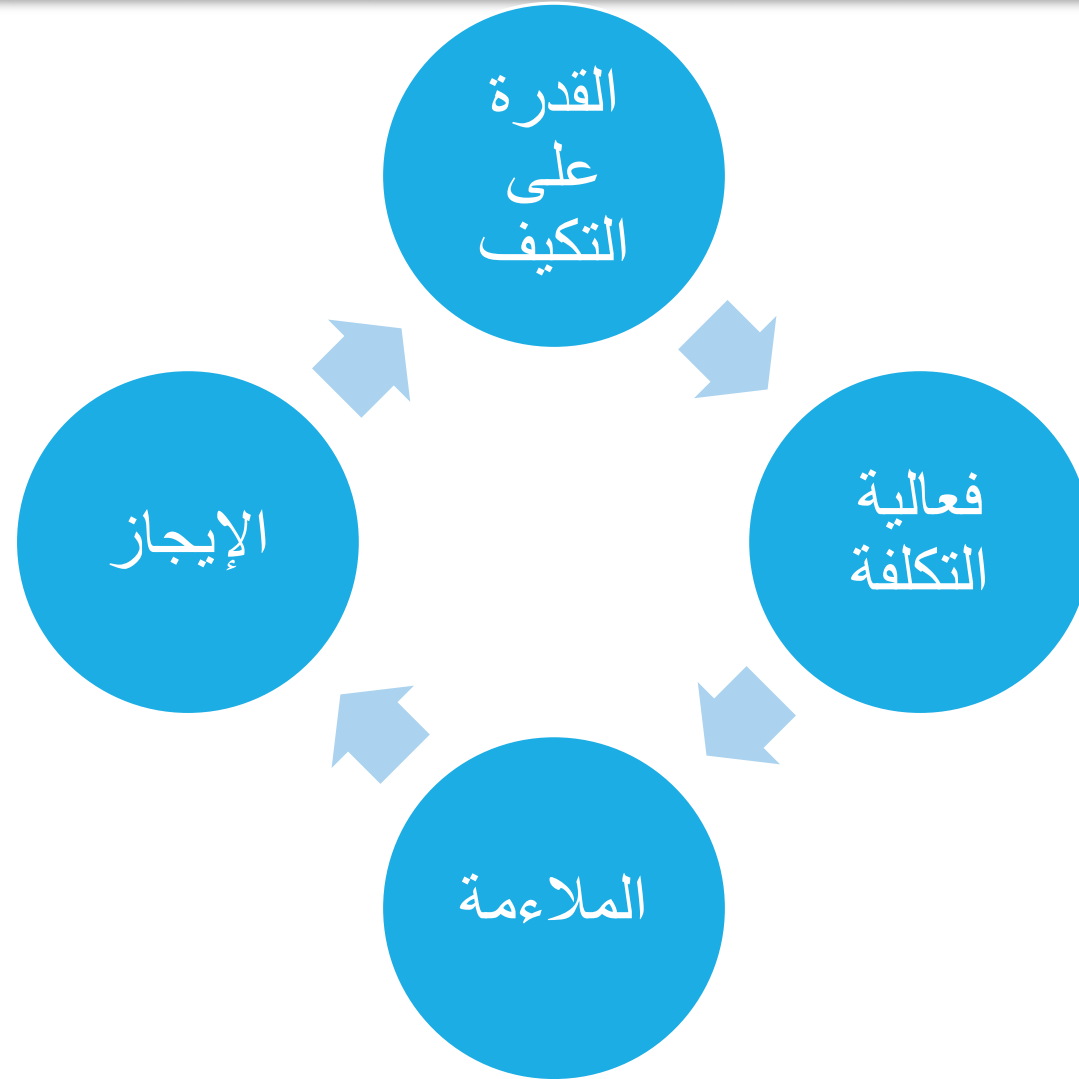 القدرة
على
التكيف
فعالية
التكلفة
الملاءمة
الإيجاز